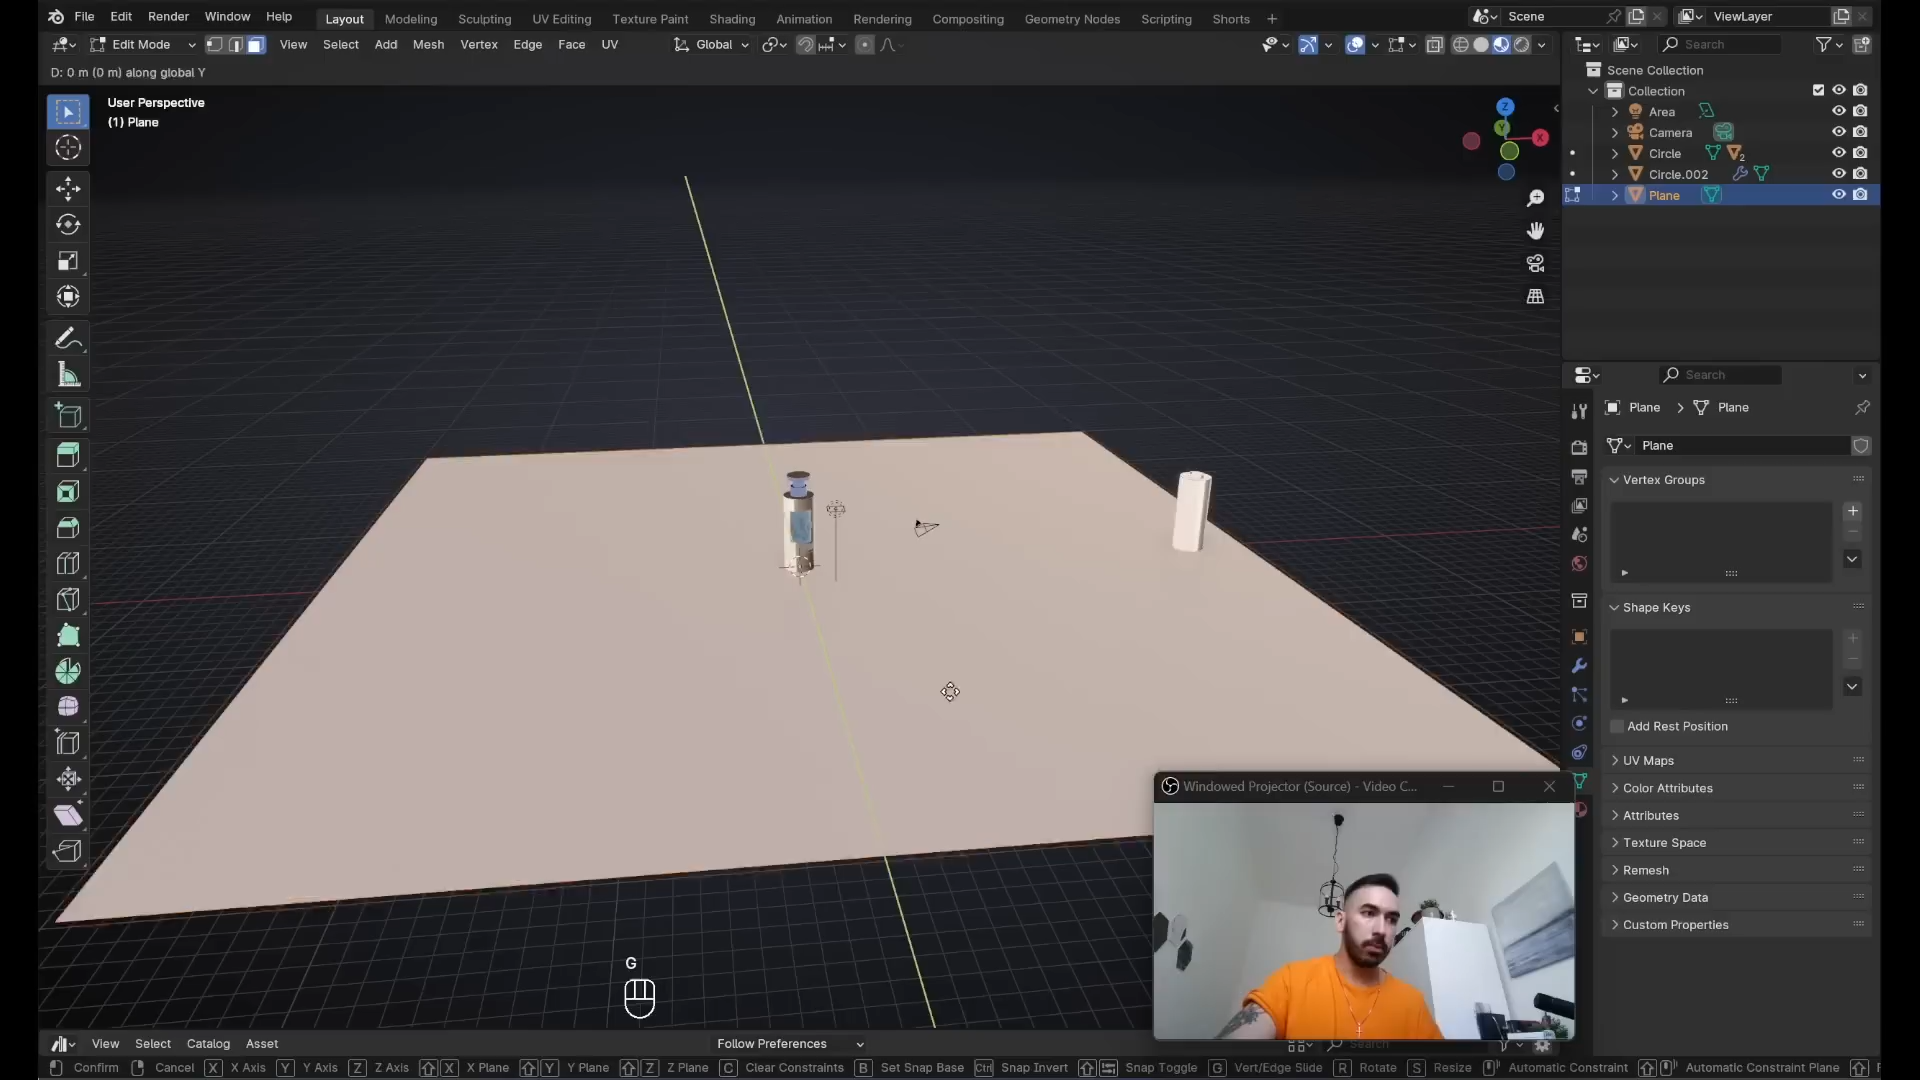 File Edit Render Window Help Layout Modeling Sculpting UV Editing Texture Paint Shading Animation Rendering Compositing Geometry Nodes Scripting Shorts + Scene ViewLayer
Edit Mode View Select Add Mesh Vertex Edge Face UV Global Search
D: 0 m (0 m) along global Y
User Perspective
(1) Plane
Z
Y
X
Scene Collection
Collection
Area
Camera
Circle 2
Circle.002
Plane
Search
Plane > Plane
Plane
Vertex Groups
Shape Keys
Add Rest Position
UV Maps
Color Attributes
Attributes
Texture Space
Remesh
Geometry Data
Custom Properties
Windowed Projector (Source) - Video C...
G
View Select Catalog Asset Follow Preferences Search
Confirm Cancel X X Axis Y Y Axis Z Z Axis X X Plane Y Y Plane Z Z Plane C Clear Constraints B Set Snap Base Ctrl Snap Invert Snap Toggle G Vert/Edge Slide R Rotate S Resize Automatic Constraint Automatic Constraint Plane